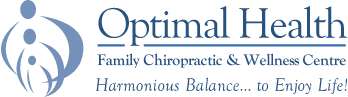 Optimal Health
Family Chiropractic & Wellness Centre
Harmonious Balance... to Enjoy Life!